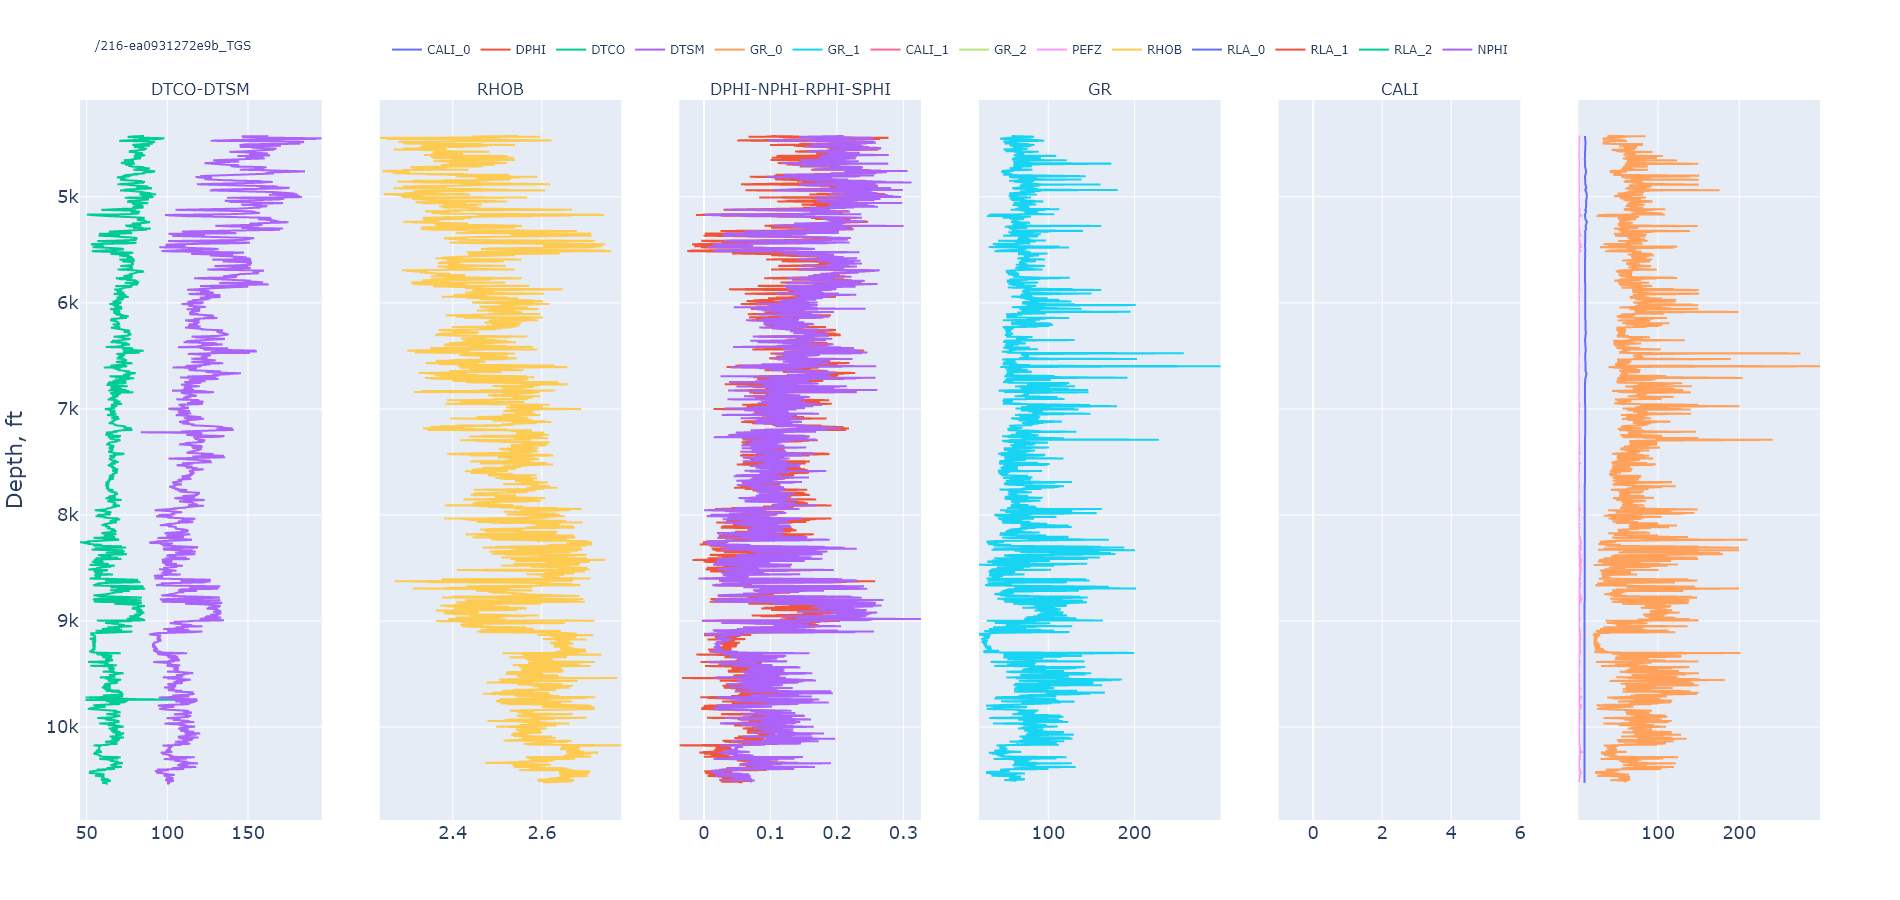 /216-ea0931272e9b_TGS
CALI_0 DPHI DTCO DTSM GR_0 GR_1 CALI_1 GR_2 PEFZ RHOB RLA_0 RLA_1 RLA_2 NPHI
DTCO-DTSM RHOB DPHI-NPHI-RPHI-SPHI GR CALI
5k
6k
7k
8k
9k
10k
Depth, ft
50 100 150 2.4 2.6 0 0.1 0.2 0.3 100 200 0 2 4 6 100 200